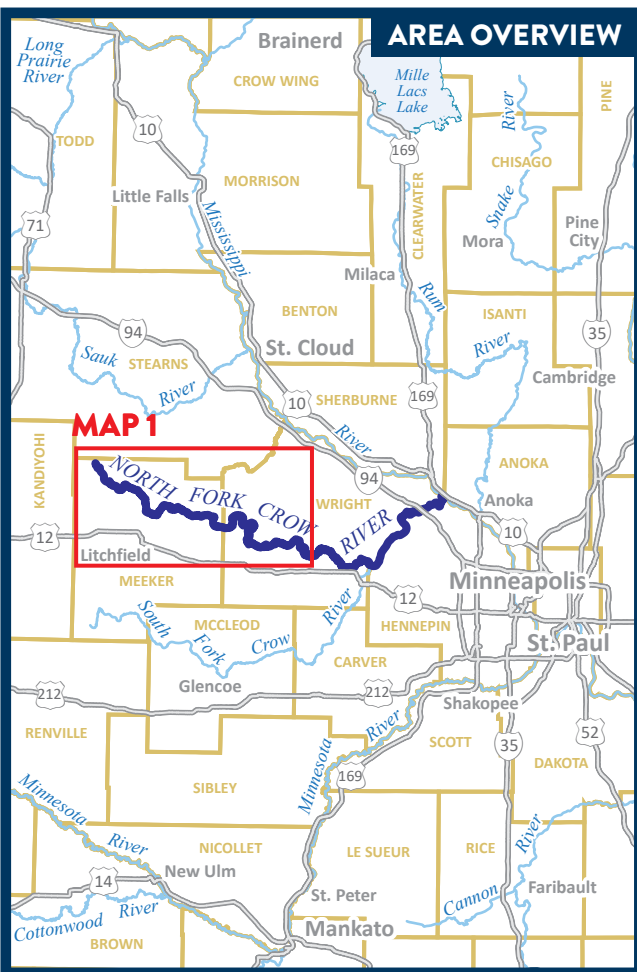 AREA OVERVIEW
Long
Prairie
River
Brainerd
CROW WING
Mille
Lacs
Lake
PINE
River
10
TODD
169
CHISAGO
MORRISON
CLEARWATER
Little Falls
Snake
Mississippi
71
Mora
Pine
City
Milaca
Rum
BENTON
ISANTI
94
35
Sauk
STEARNS
St. Cloud
River
Cambridge
River
10
SHERBURNE
169
MAP 1
River
KANDIYOHI
ANOKA
NORTH FORK CROW RIVER
94
WRIGHT
Anoka
12
10
Litchfield
MEEKER
Minneapolis
12
South
Fork
Crow
River
MCLEOD
HENNEPIN
St. Paul
CARVER
Glencoe
212
212
Shakopee
RENVILLE
Minnesota
River
SCOTT
35
52
DAKOTA
169
SIBLEY
Minnesota
River
NICOLLET
LE SUEUR
RICE
River
New Ulm
14
St. Peter
Cannon
Faribault
Cottonwood River
Mankato
BROWN